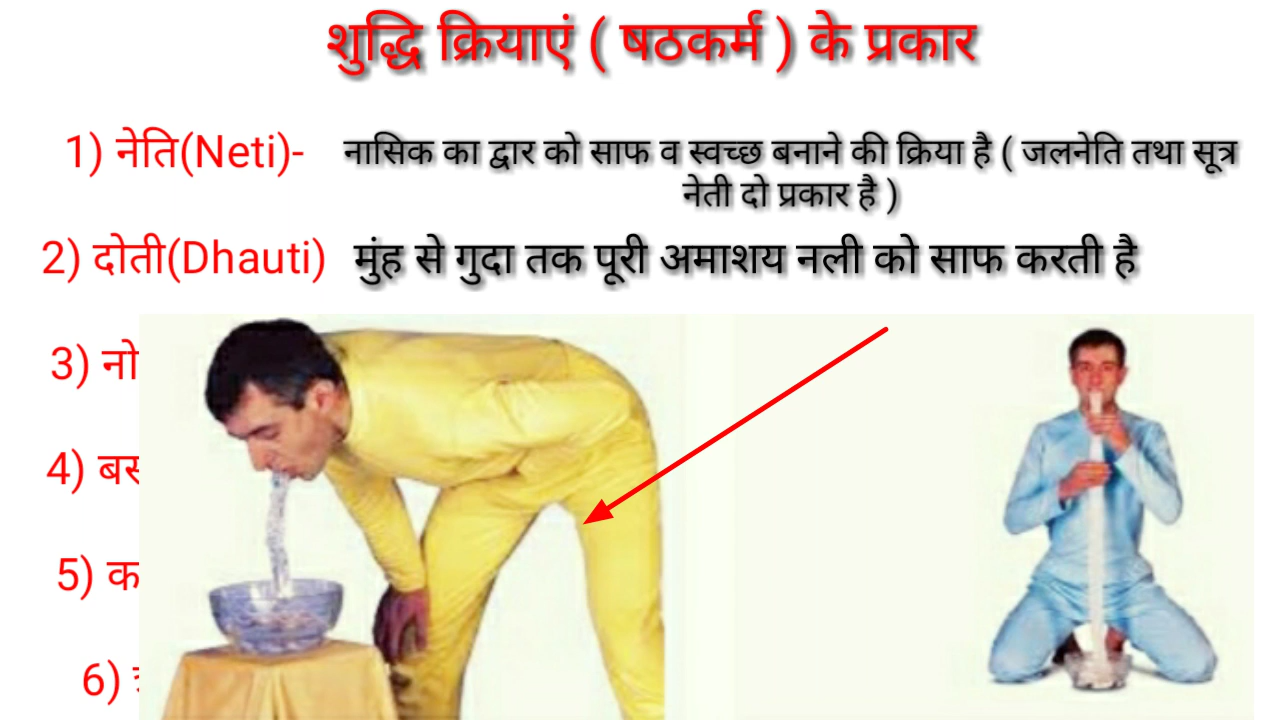 शुद्धि क्रियाएं ( षठकर्म ) के प्रकार
1) नेति(Neti)- नासिक का द्वार को साफ व स्वच्छ बनाने की क्रिया है ( जलनेति तथा सूत्र
नेती दो प्रकार है )
2) दोती(Dhauti) मुंह से गुदा तक पूरी अमाशय नली को साफ करती है
3) नो
4) बस
5) क
6)